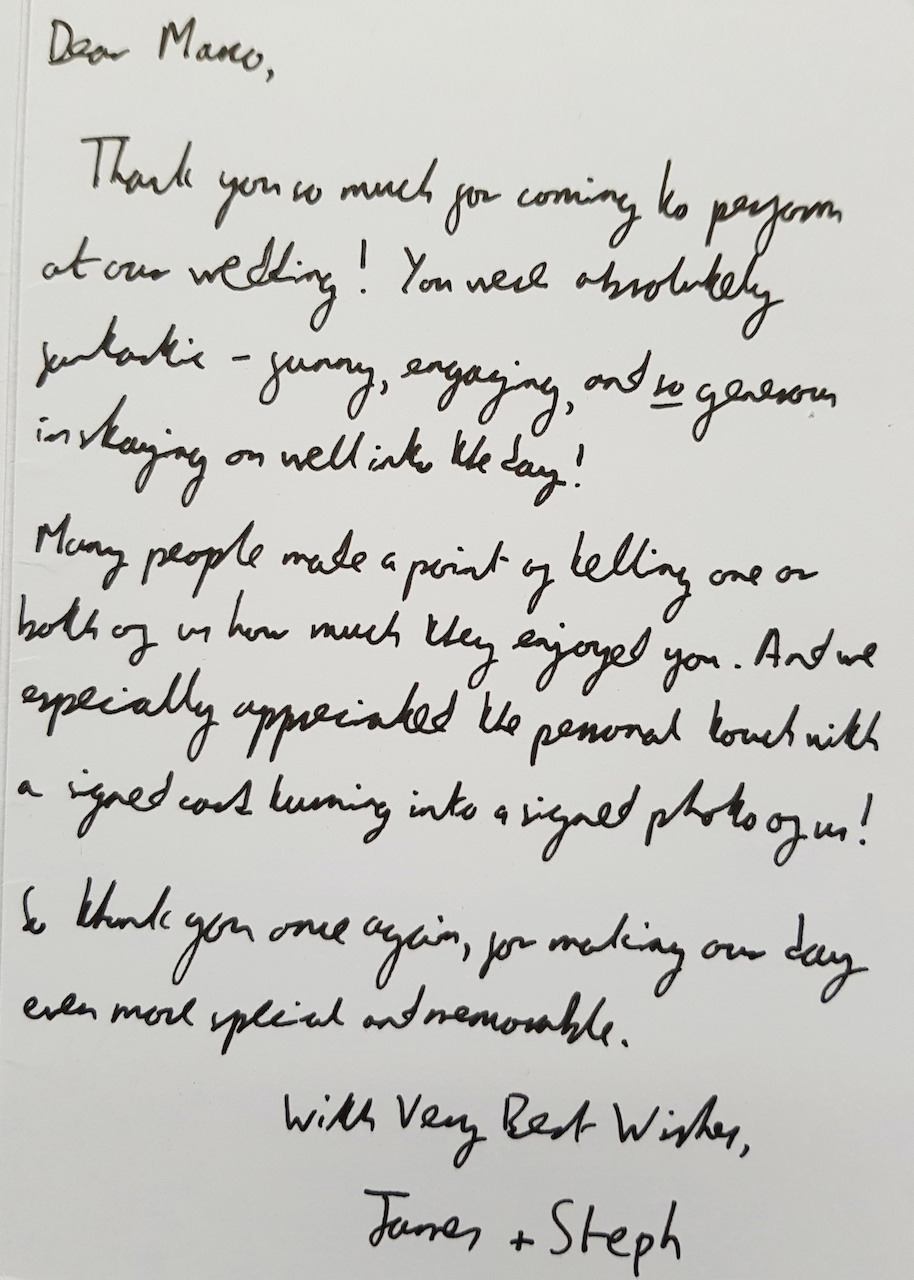 Dear Marco,
Thank you so much for coming to perform
at our wedding! You were absolutely
fantastic - funny, engaging, and so generous
in staying on well into the day!
Many people made a point of telling one or
both of us how much they enjoyed you. And we
especially appreciated the personal touch with
a signed card turning into a signed photo of us!
So thank you once again, for making our day
even more special and memorable.
With Very Best Wishes,
James + Steph